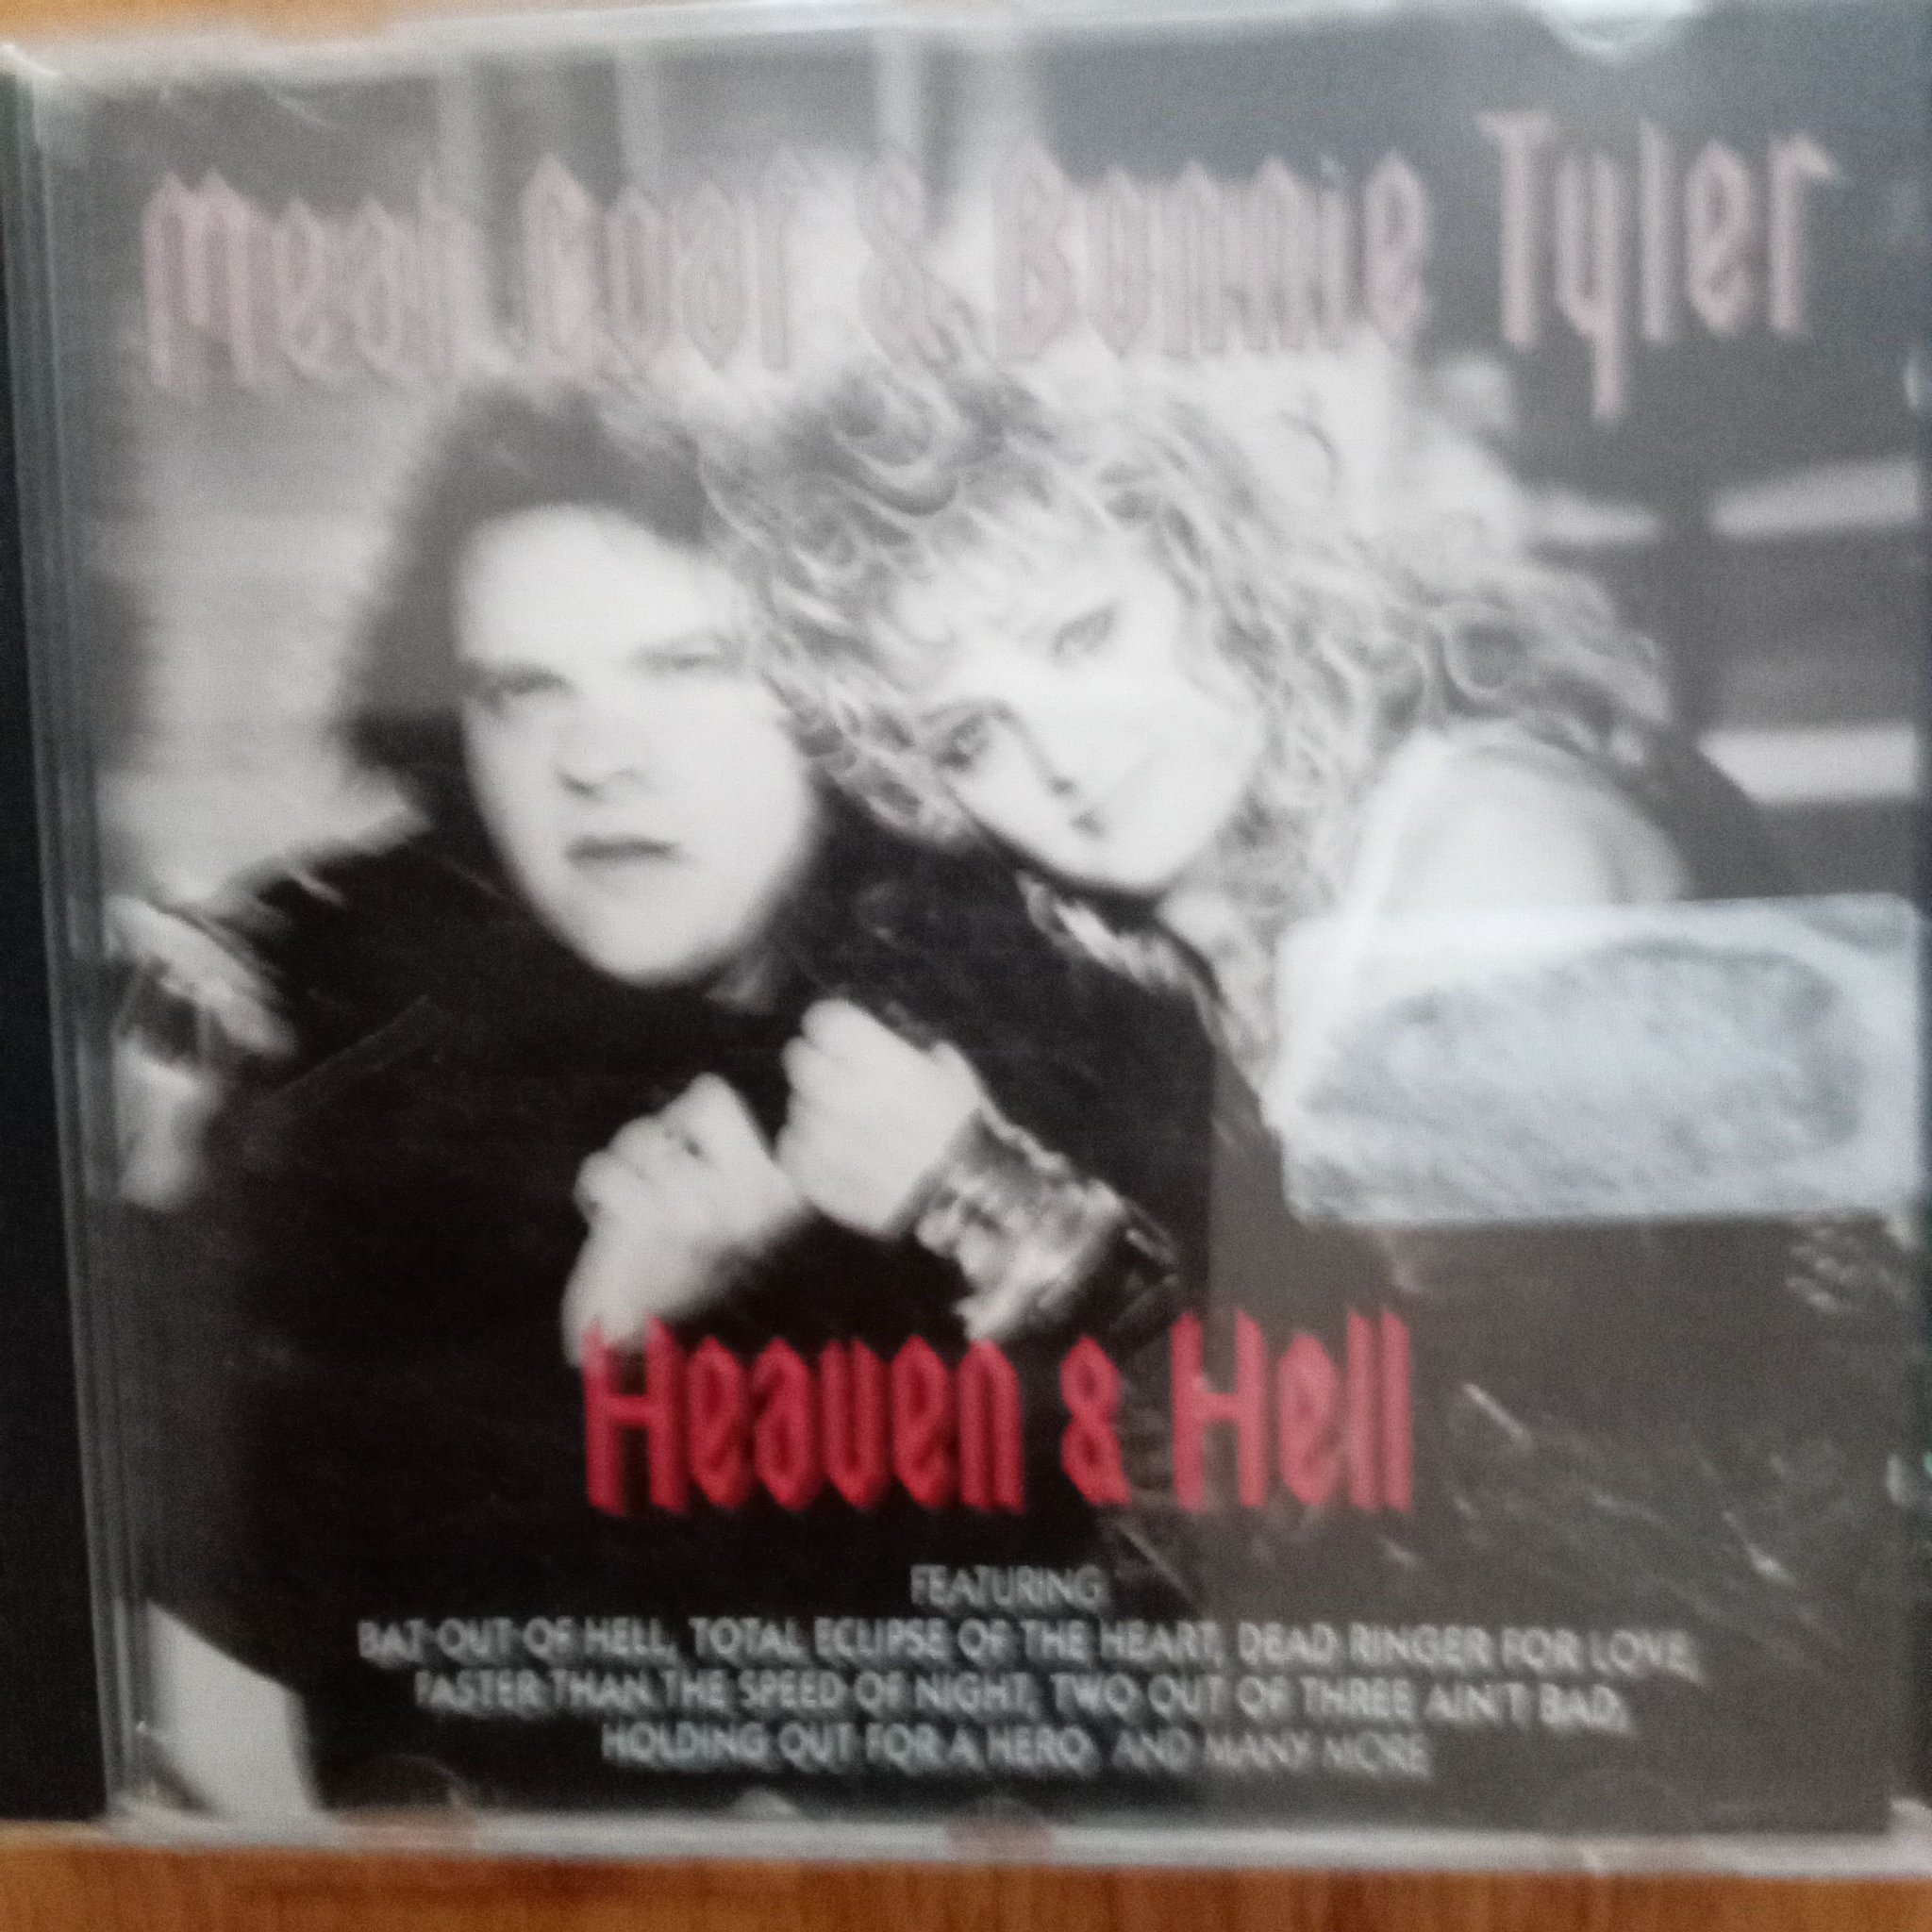 Meat Loaf & Bonnie Tyler
Heaven & Hell
FEATURING
BAT OUT OF HELL, TOTAL ECLIPSE OF THE HEART, DEAD RINGER FOR LOVE,
FASTER THAN THE SPEED OF NIGHT, TWO OUT OF THREE AIN'T BAD,
HOLDING OUT FOR A HERO AND MANY MORE